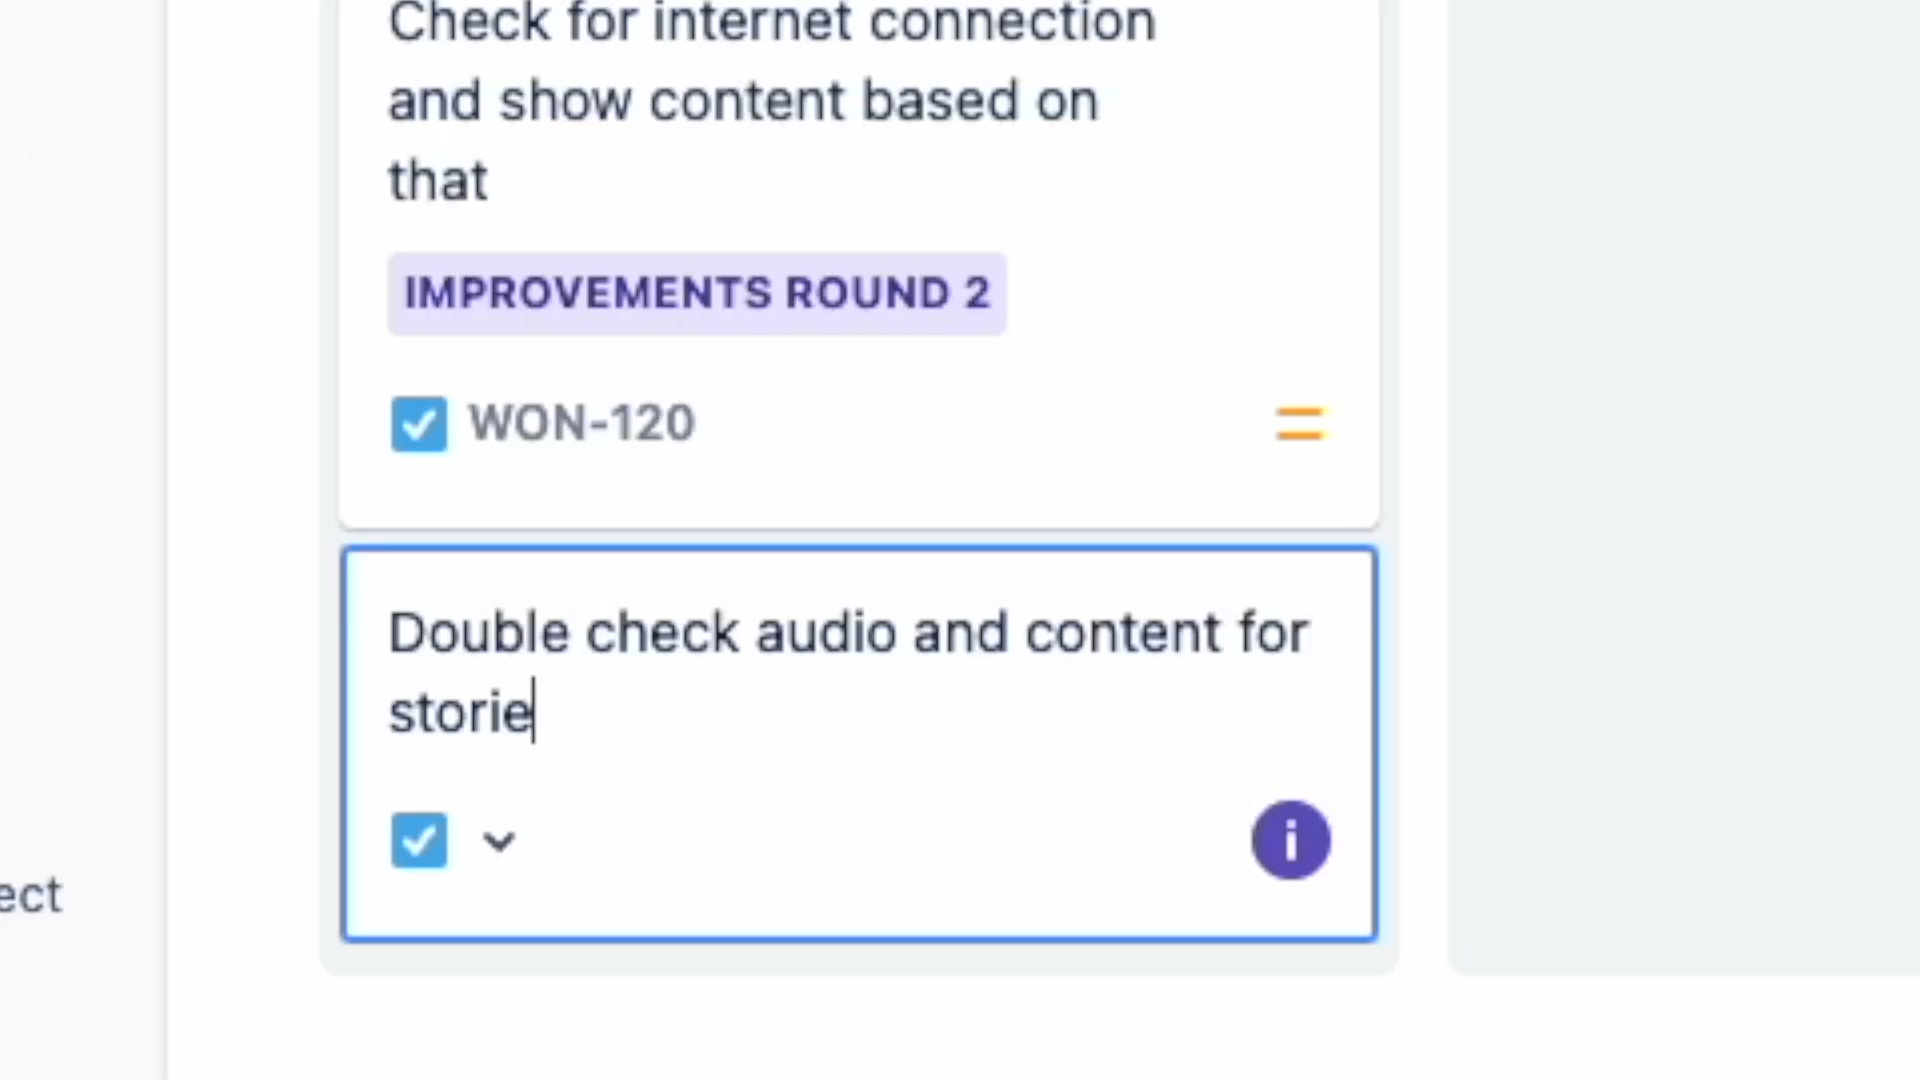 Check for internet connection
and show content based on
that
IMPROVEMENTS ROUND 2
WON-120
Double check audio and content for
storie
ect